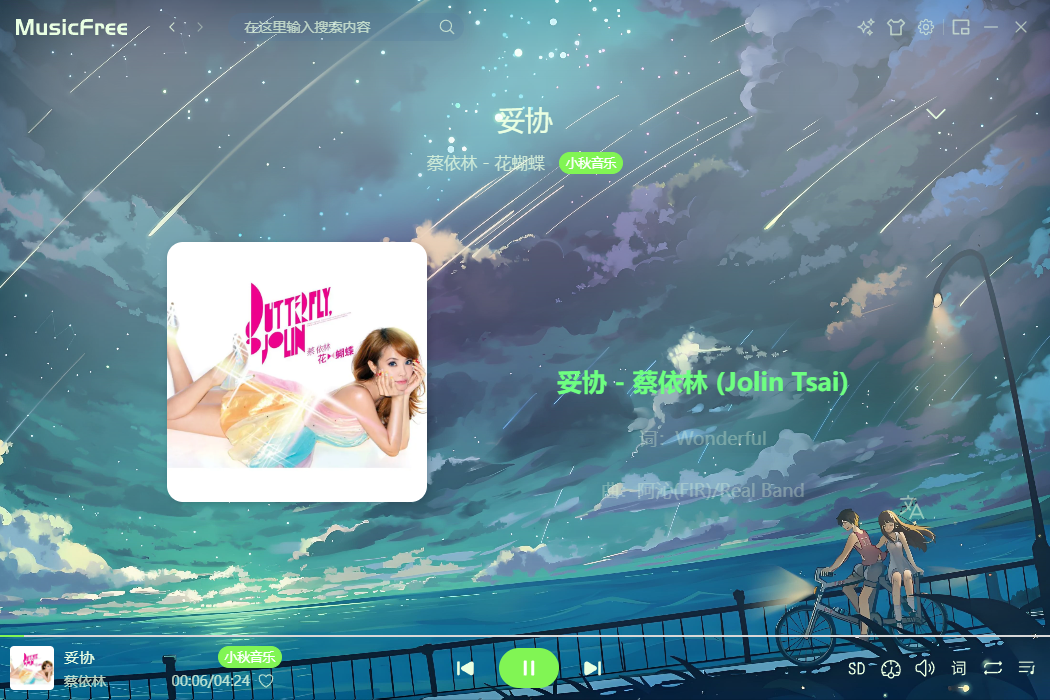 MusicFree
在这里输入搜索内容
妥协
蔡依林 - 花蝴蝶 小秋音乐
BUTTERFLY,
JOLIN
蔡依林
花蝴蝶
妥协 - 蔡依林 (Jolin Tsai)
词：Wonderful
曲：阿沁(FIR)/Real Band
妥协 小秋音乐
蔡依林 00:06/04:24
SD 词